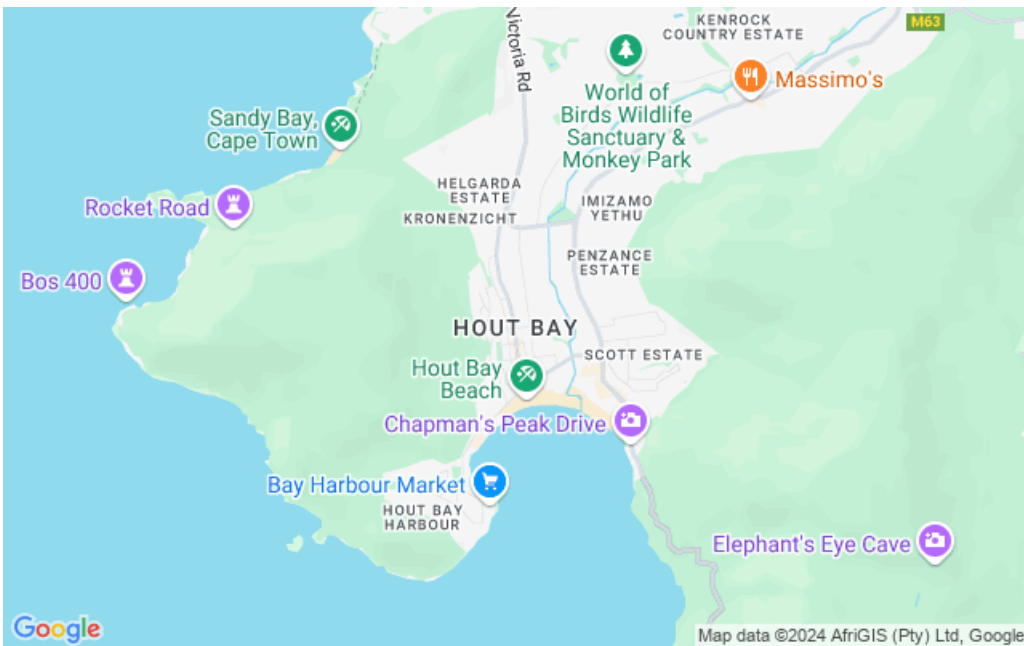 Victoria Rd
KENROCK
COUNTRY ESTATE
M63
Massimo's
World of
Birds Wildlife
Sanctuary &
Monkey Park
Sandy Bay,
Cape Town
HELGARDA
ESTATE
KRONENZICHT
IMIZAMO
YETHU
Rocket Road
PENZANCE
ESTATE
Bos 400
HOUT BAY
SCOTT ESTATE
Hout Bay
Beach
Chapman's Peak Drive
Bay Harbour Market
HOUT BAY
HARBOUR
Elephant's Eye Cave
Google
Map data ©2024 AfriGIS (Pty) Ltd, Google